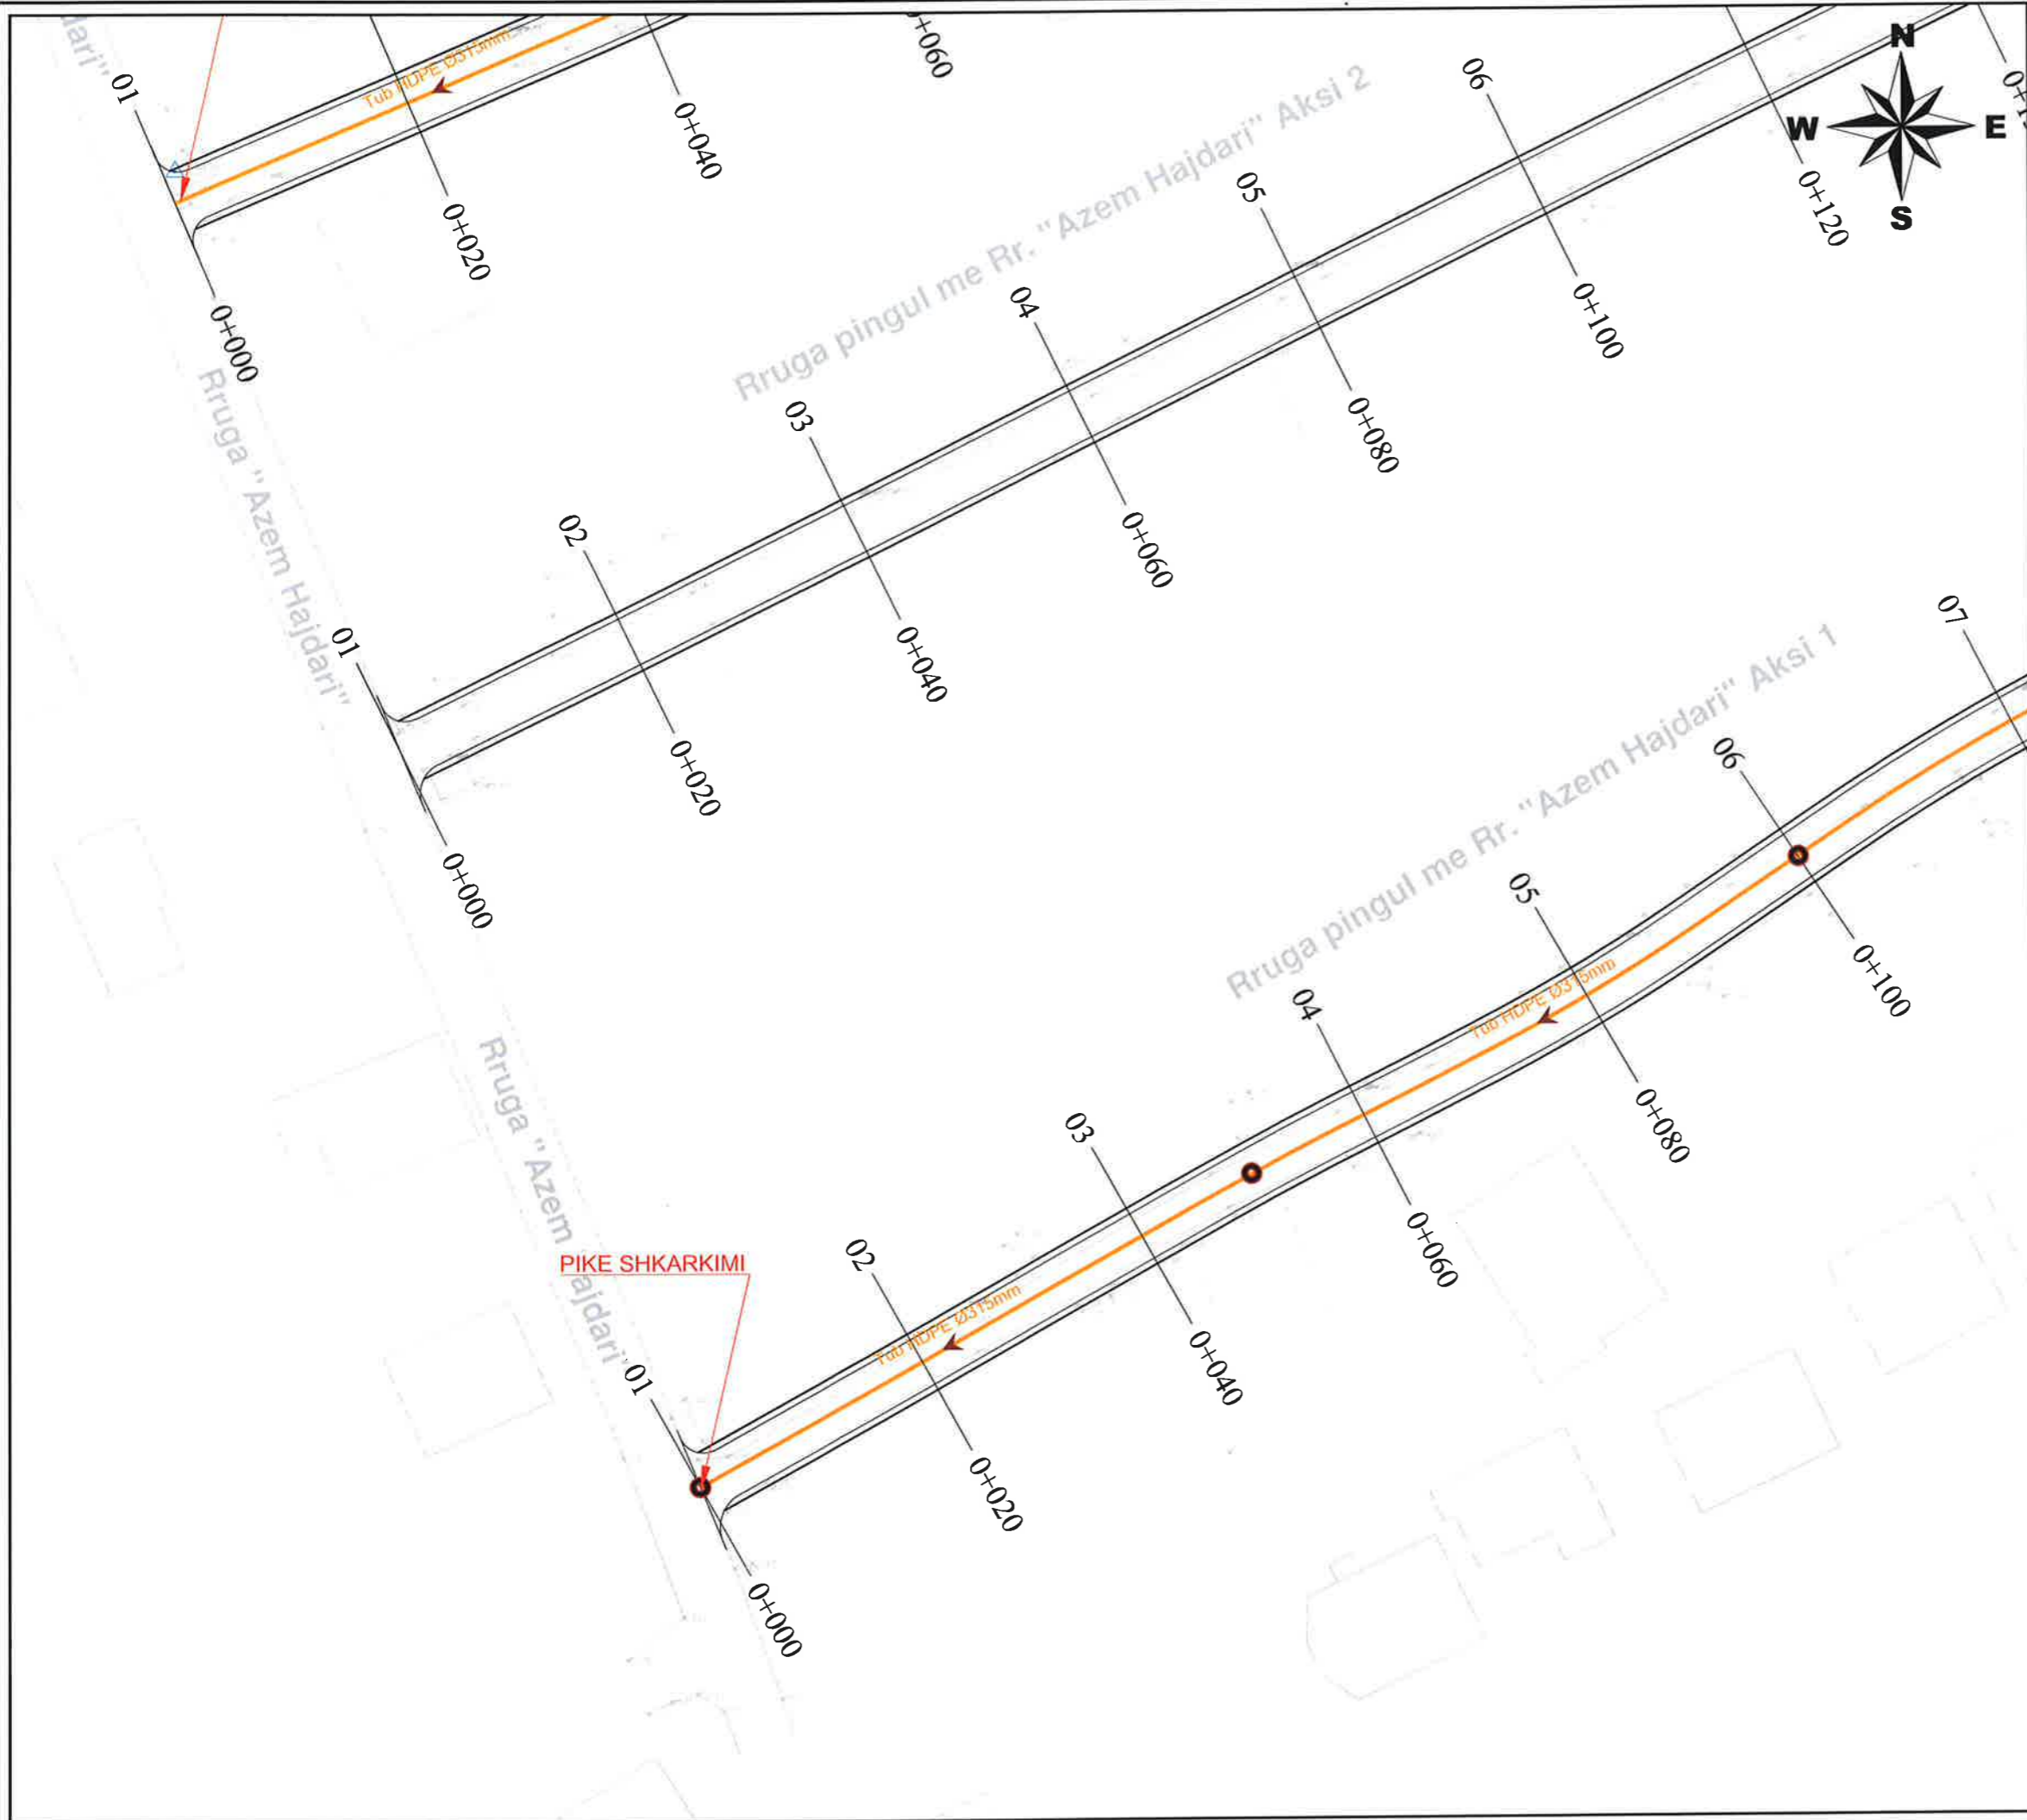 dari"
01
Tub HDPE Ø315mm
0+000
0+020
0+040
0+060
N
W
E
S
Rruga pingul me Rr. "Azem Hajdari" Aksi 2
01
02
03
04
05
06
0+000
0+020
0+040
0+060
0+080
0+100
0+120
Rruga "Azem Hajdari"
Rruga pingul me Rr. "Azem Hajdari" Aksi 1
01
02
03
04
05
06
07
0+000
0+020
0+040
0+060
0+080
0+100
Tub HDPE Ø315mm
Tub HDPE Ø315mm
Rruga "Azem ajdari"
PIKE SHKARKIMI